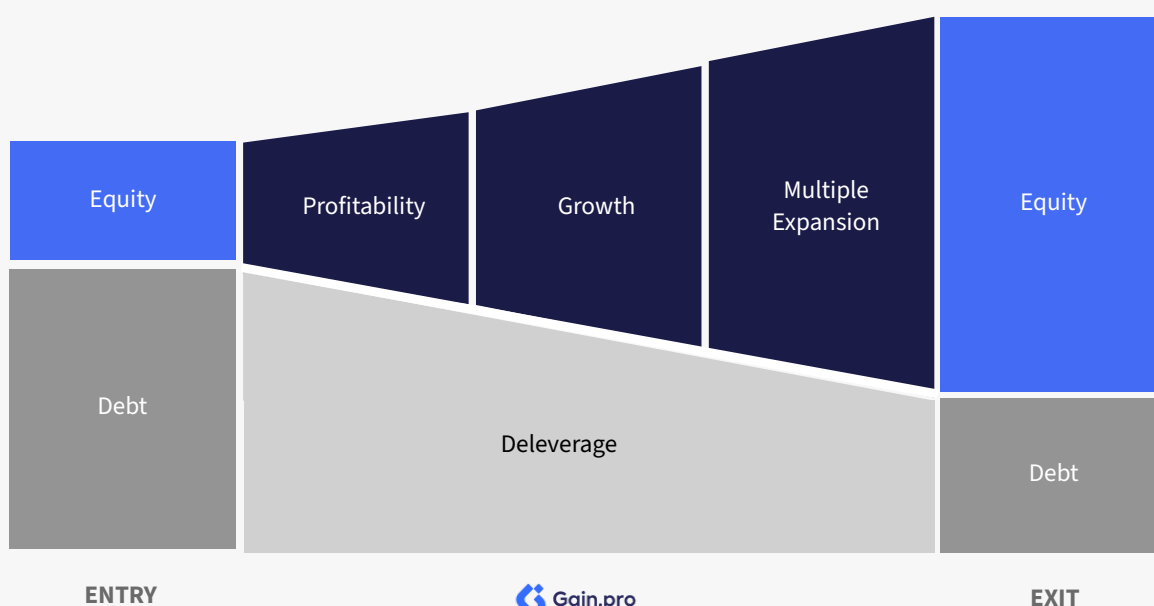 Equity
Profitability
Growth
Multiple
Expansion
Equity
Debt
Deleverage
Debt
ENTRY
Gain.pro
EXIT